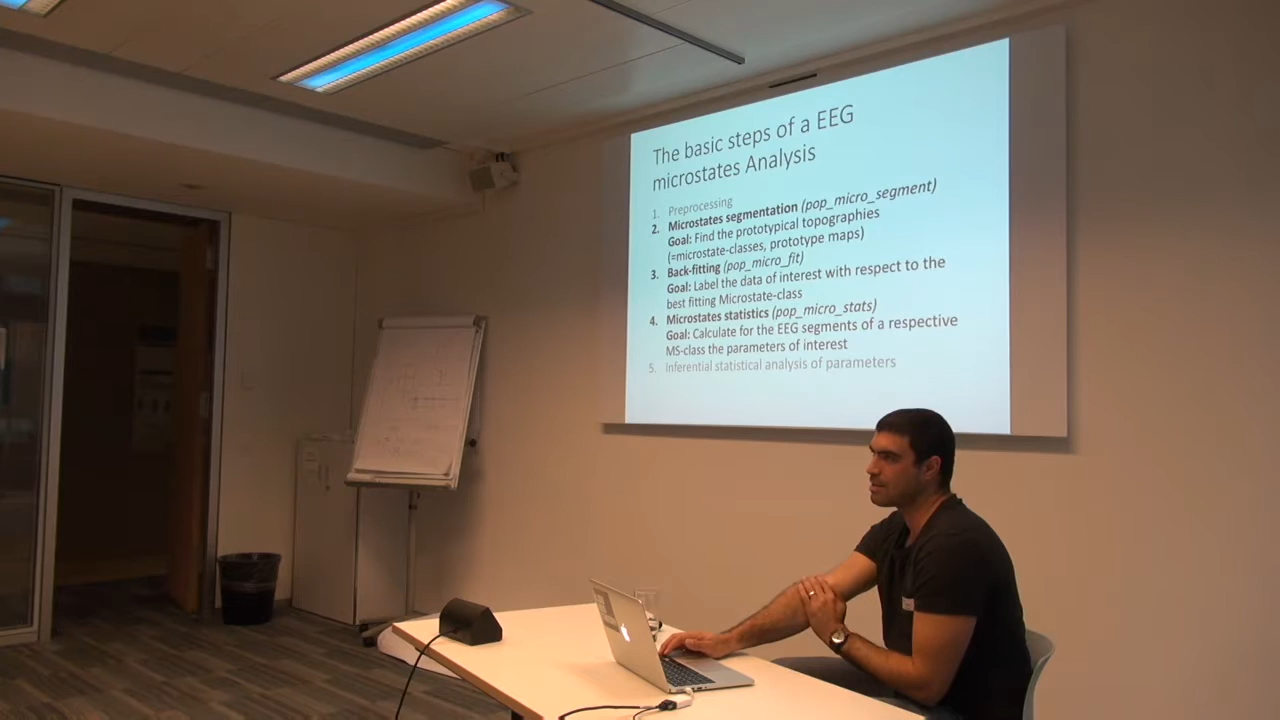 The basic steps of a EEG
microstates Analysis
1. Preprocessing
2. Microstates segmentation (pop_micro_segment)
Goal: Find the prototypical topographies
(=microstate-classes, prototype maps)
3. Back-fitting (pop_micro_fit)
Goal: Label the data of interest with respect to the
best fitting Microstate-class
4. Microstates statistics (pop_micro_stats)
Goal: Calculate for the EEG segments of a respective
MS-class the parameters of interest
5. Inferential statistical analysis of parameters